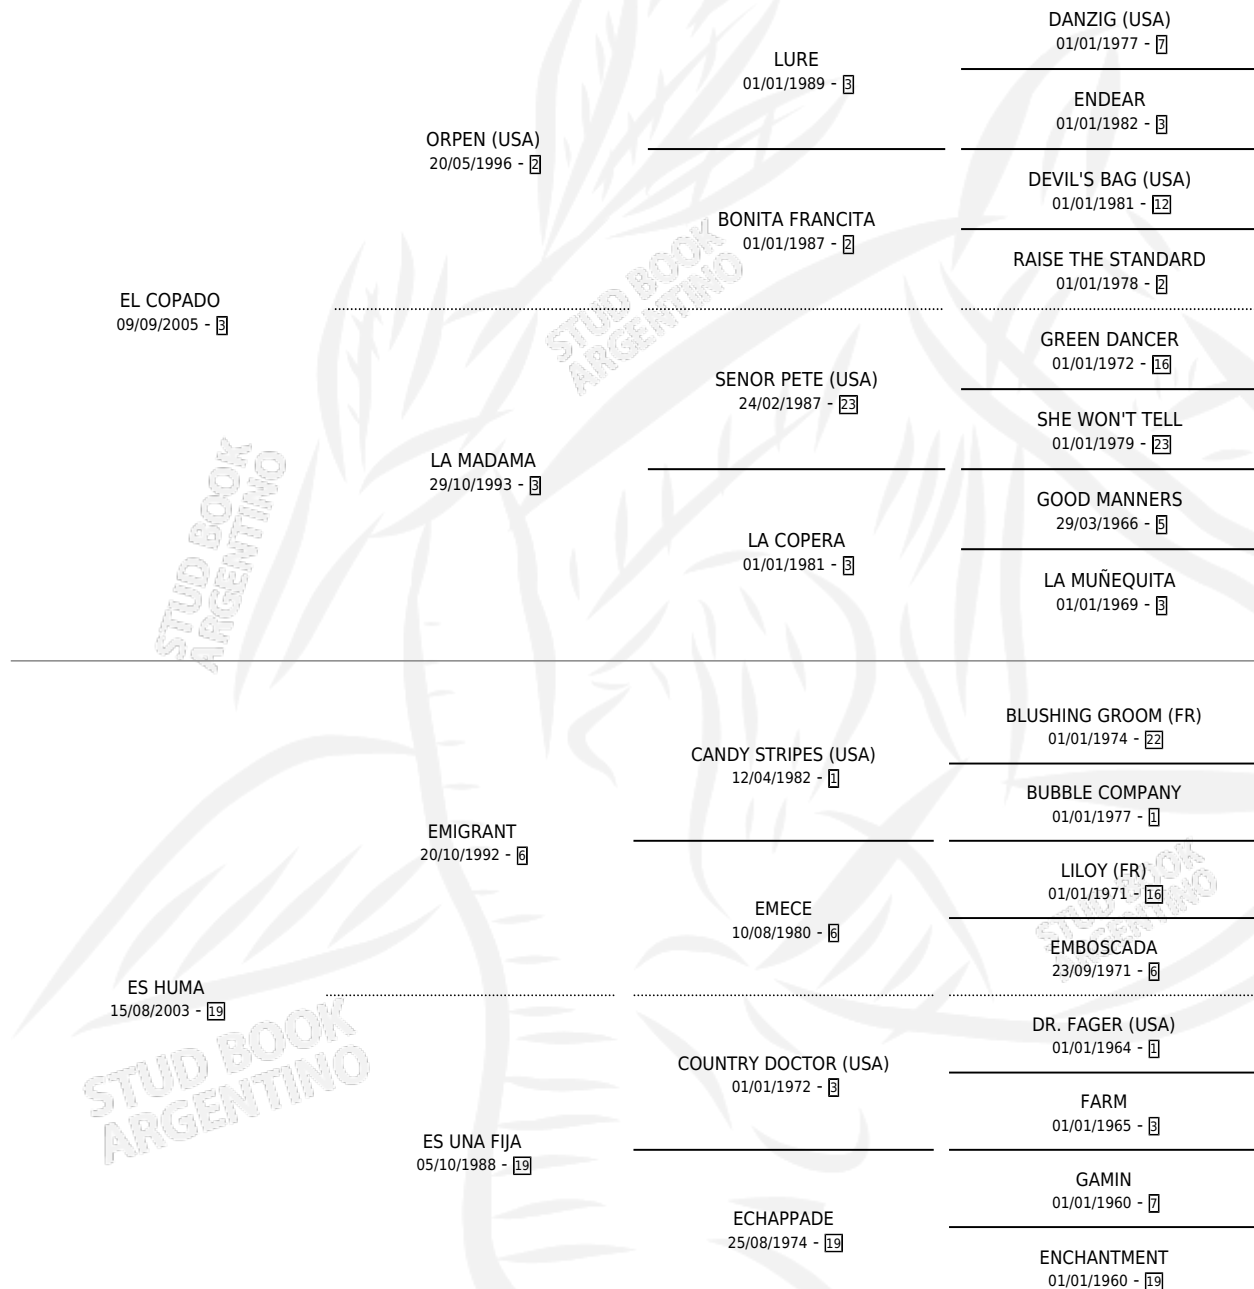 DANZIG (USA)
01/01/1977 - 7
LURE
01/01/1989 - 3
ENDEAR
01/01/1982 - 3
ORPEN (USA)
20/05/1996 - 2
DEVIL'S BAG (USA)
01/01/1981 - 12
BONITA FRANCITA
01/01/1987 - 2
RAISE THE STANDARD
01/01/1978 - 2
EL COPADO
09/09/2005 - 3
GREEN DANCER
01/01/1972 - 16
SENOR PETE (USA)
24/02/1987 - 23
SHE WON'T TELL
01/01/1979 - 23
LA MADAMA
29/10/1993 - 3
GOOD MANNERS
29/03/1966 - 5
LA COPERA
01/01/1981 - 3
LA MUÑEQUITA
01/01/1969 - 3
BLUSHING GROOM (FR)
01/01/1974 - 22
CANDY STRIPES (USA)
12/04/1982 - 1
BUBBLE COMPANY
01/01/1977 - 1
EMIGRANT
20/10/1992 - 6
LILOY (FR)
01/01/1971 - 16
EMECE
10/08/1980 - 6
EMBOSCADA
23/09/1971 - 6
ES HUMA
15/08/2003 - 19
DR. FAGER (USA)
01/01/1964 - 1
COUNTRY DOCTOR (USA)
01/01/1972 - 3
FARM
01/01/1965 - 3
ES UNA FIJA
05/10/1988 - 19
GAMIN
01/01/1960 - 7
ECHAPPADE
25/08/1974 - 19
ENCHANTMENT
01/01/1960 - 19
STUD BOOK
ARGENTINO
STUD BOOK
ARGENTINO
STUD BOOK
ARGENTINO
STUD BOOK
ARGENTINO